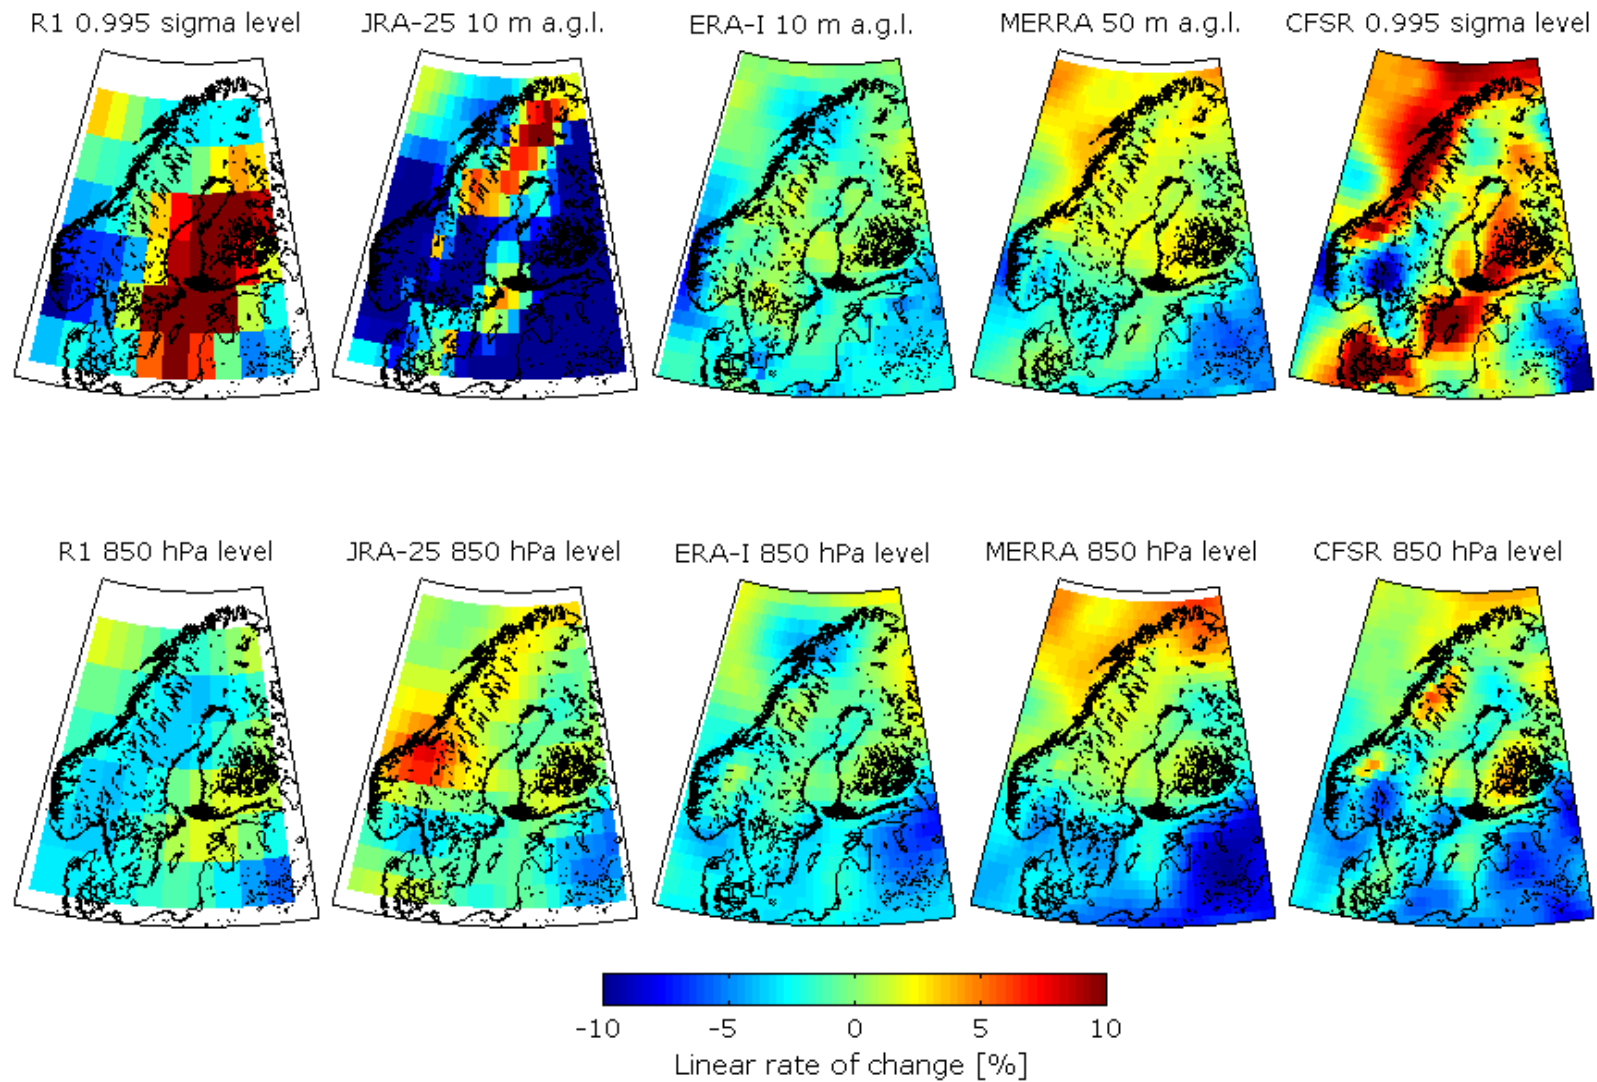 R1 0.995 sigma level
JRA-25 10 m a.g.l.
ERA-I 10 m a.g.l.
MERRA 50 m a.g.l.
CFSR 0.995 sigma level
R1 850 hPa level
JRA-25 850 hPa level
ERA-I 850 hPa level
MERRA 850 hPa level
CFSR 850 hPa level
-10 -5 0 5 10
Linear rate of change [%]